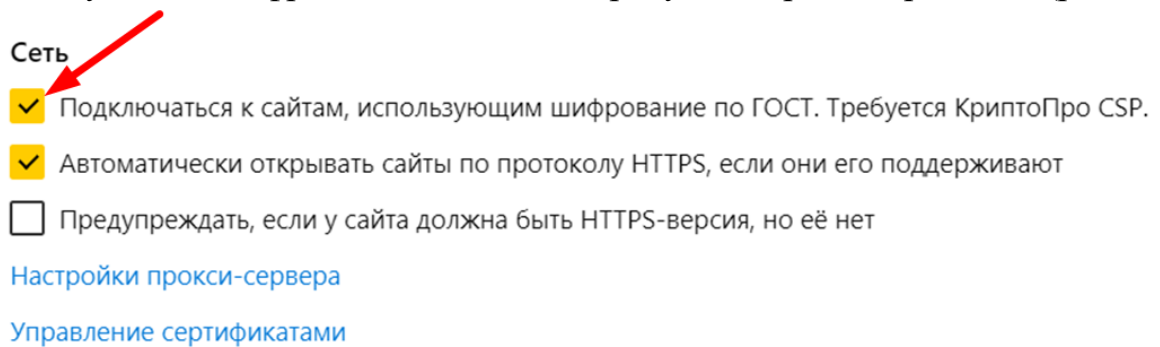 Сеть
Подключаться к сайтам, использующим шифрование по ГОСТ. Требуется КриптоПро CSP.
Автоматически открывать сайты по протоколу HTTPS, если они его поддерживают
Предупреждать, если у сайта должна быть HTTPS-версия, но её нет
Настройки прокси-сервера
Управление сертификатами